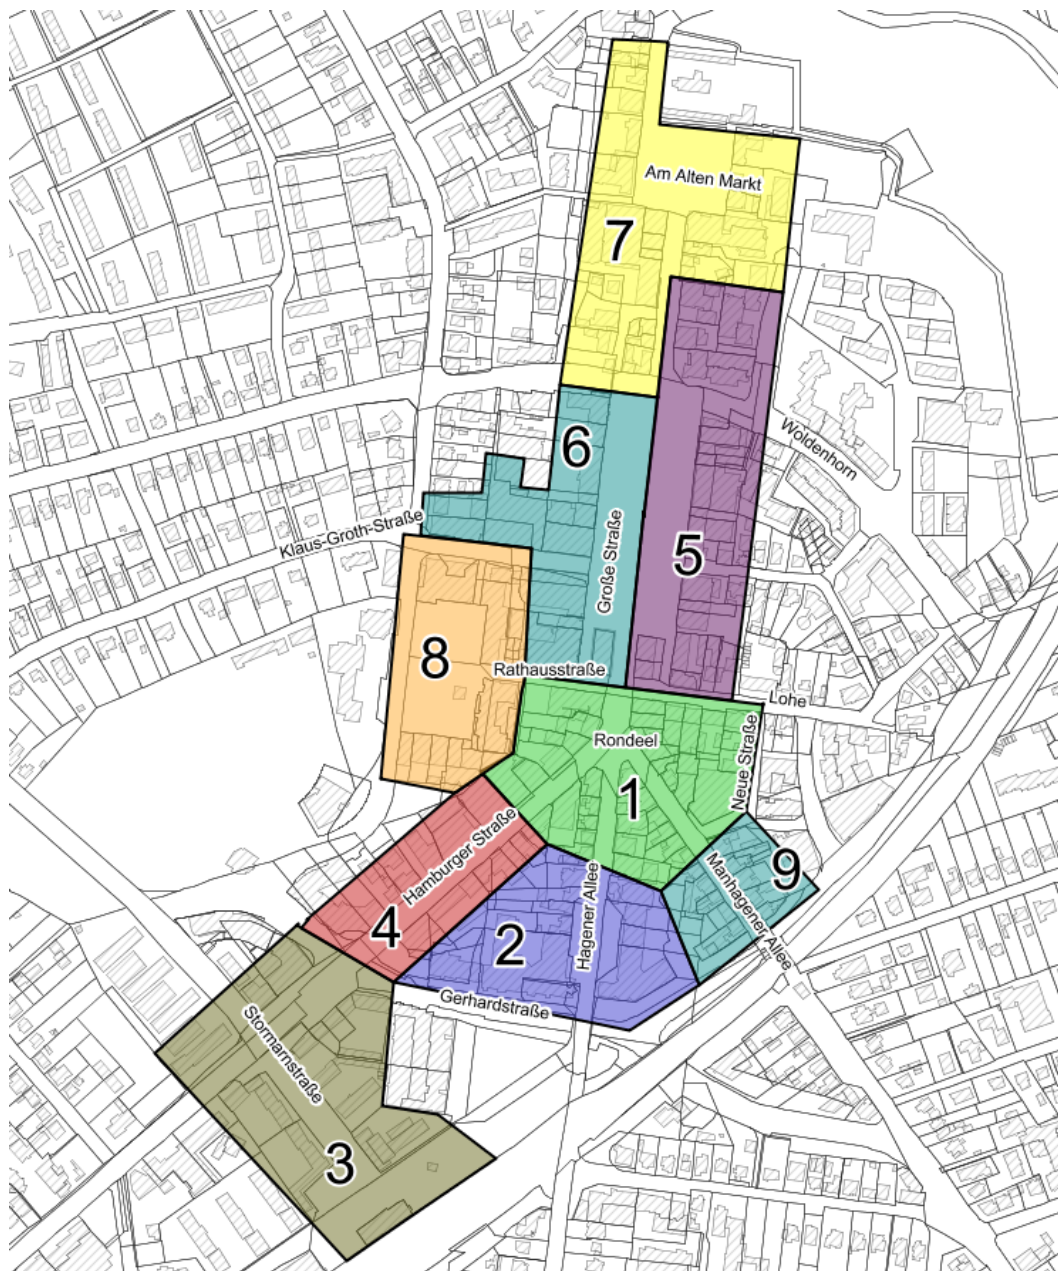 Am Alten Markt
7
6
Woldenhorn
Klaus-Groth-Straße
Große Straße
5
8
Rathausstraße
Lohe
Rondeel
Neue Straße
1
Hamburger Straße
9
Manhagener Allee
Hagener Allee
4
2
Gerhardstraße
Stormarnstraße
3